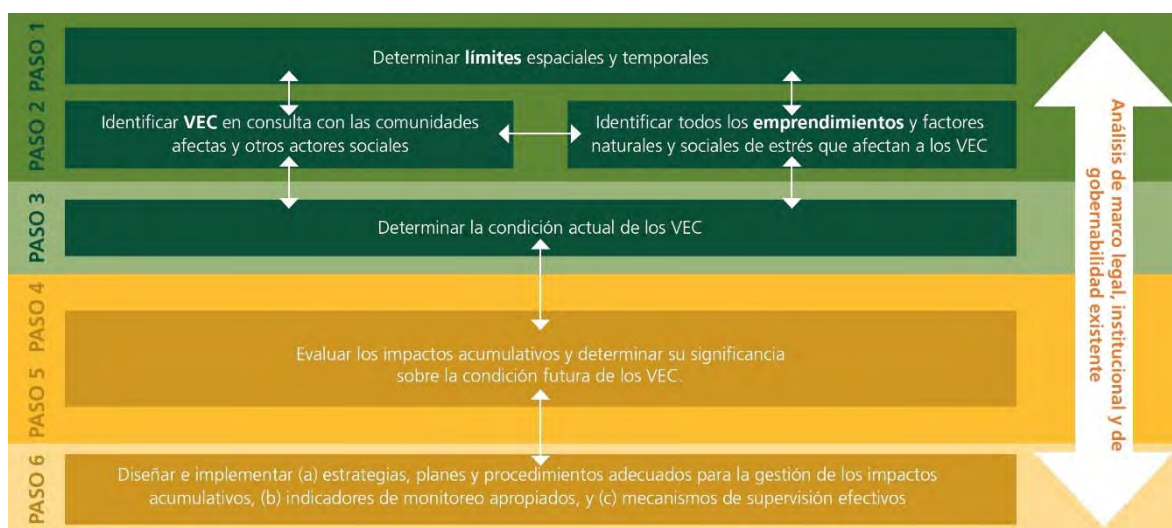 PASO 1
Determinar límites espaciales y temporales
PASO 2
Identificar VEC en consulta con las comunidades
afectas y otros actores sociales
Identificar todos los emprendimientos y factores
naturales y sociales de estrés que afectan a los VEC
PASO 3
Determinar la condición actual de los VEC
PASO 4
PASO 5
Evaluar los impactos acumulativos y determinar su significancia
sobre la condición futura de los VEC.
PASO 6
Diseñar e implementar (a) estrategias, planes y procedimientos adecuados para la gestión de los impactos
acumulativos, (b) indicadores de monitoreo apropiados, y (c) mecanismos de supervisión efectivos
Análisis de marco legal, institucional y de
gobernabilidad existente